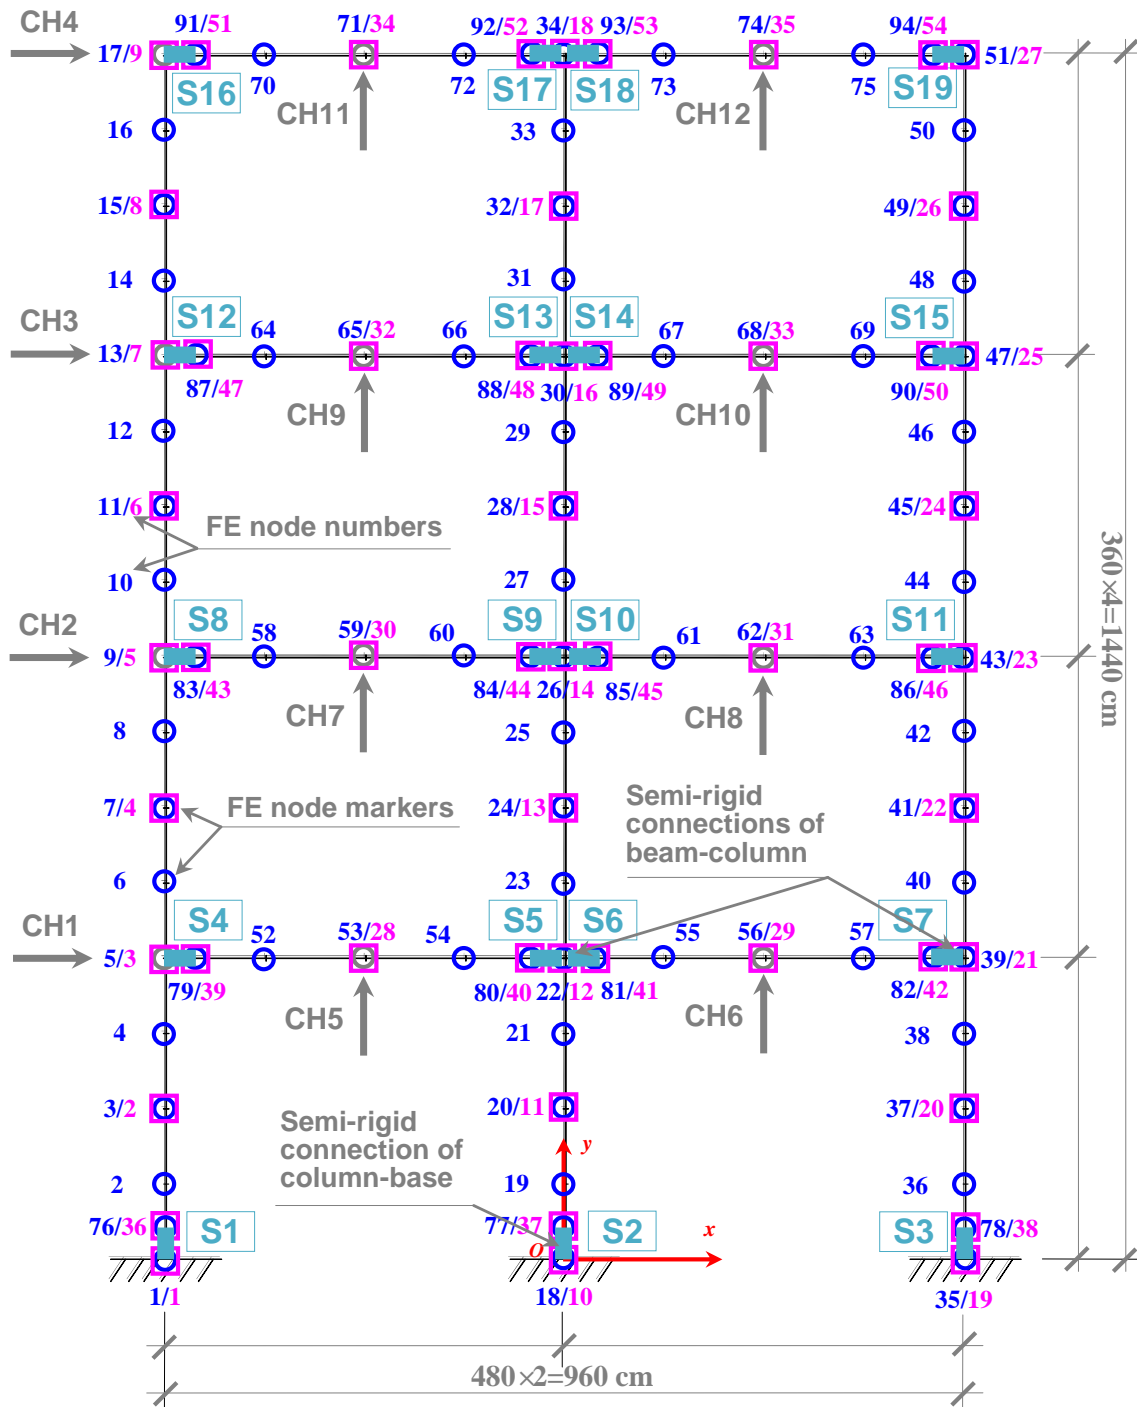 CH4
91/51
71/34
92/52
34/18
93/53
74/35
94/54
17/9
51/27
S16
70
72
S17
S18
73
75
S19
16
CH11
33
CH12
50
15/8
32/17
49/26
14
31
48
CH3
S12
64
65/32
66
S13
S14
67
68/33
69
S15
13/7
47/25
87/47
88/48
30/16
89/49
90/50
12
CH9
29
CH10
46
11/6
28/15
45/24
FE node numbers
10
27
44
360×4=1440 cm
CH2
S8
58
59/30
60
S9
S10
61
62/31
63
S11
9/5
43/23
83/43
84/44
26/14
85/45
86/46
8
CH7
25
CH8
42
7/4
FE node markers
24/13
Semi-rigid
connections of
beam-column
41/22
6
23
40
CH1
S4
52
53/28
54
S5
S6
55
56/29
57
S7
5/3
39/21
79/39
80/40
22/12
81/41
82/42
4
CH5
21
CH6
38
3/2
20/11
37/20
Semi-rigid
connection of
column-base
y
2
19
36
76/36
S1
77/37
S2
x
S3
78/38
O
1/1
18/10
35/19
480×2=960 cm